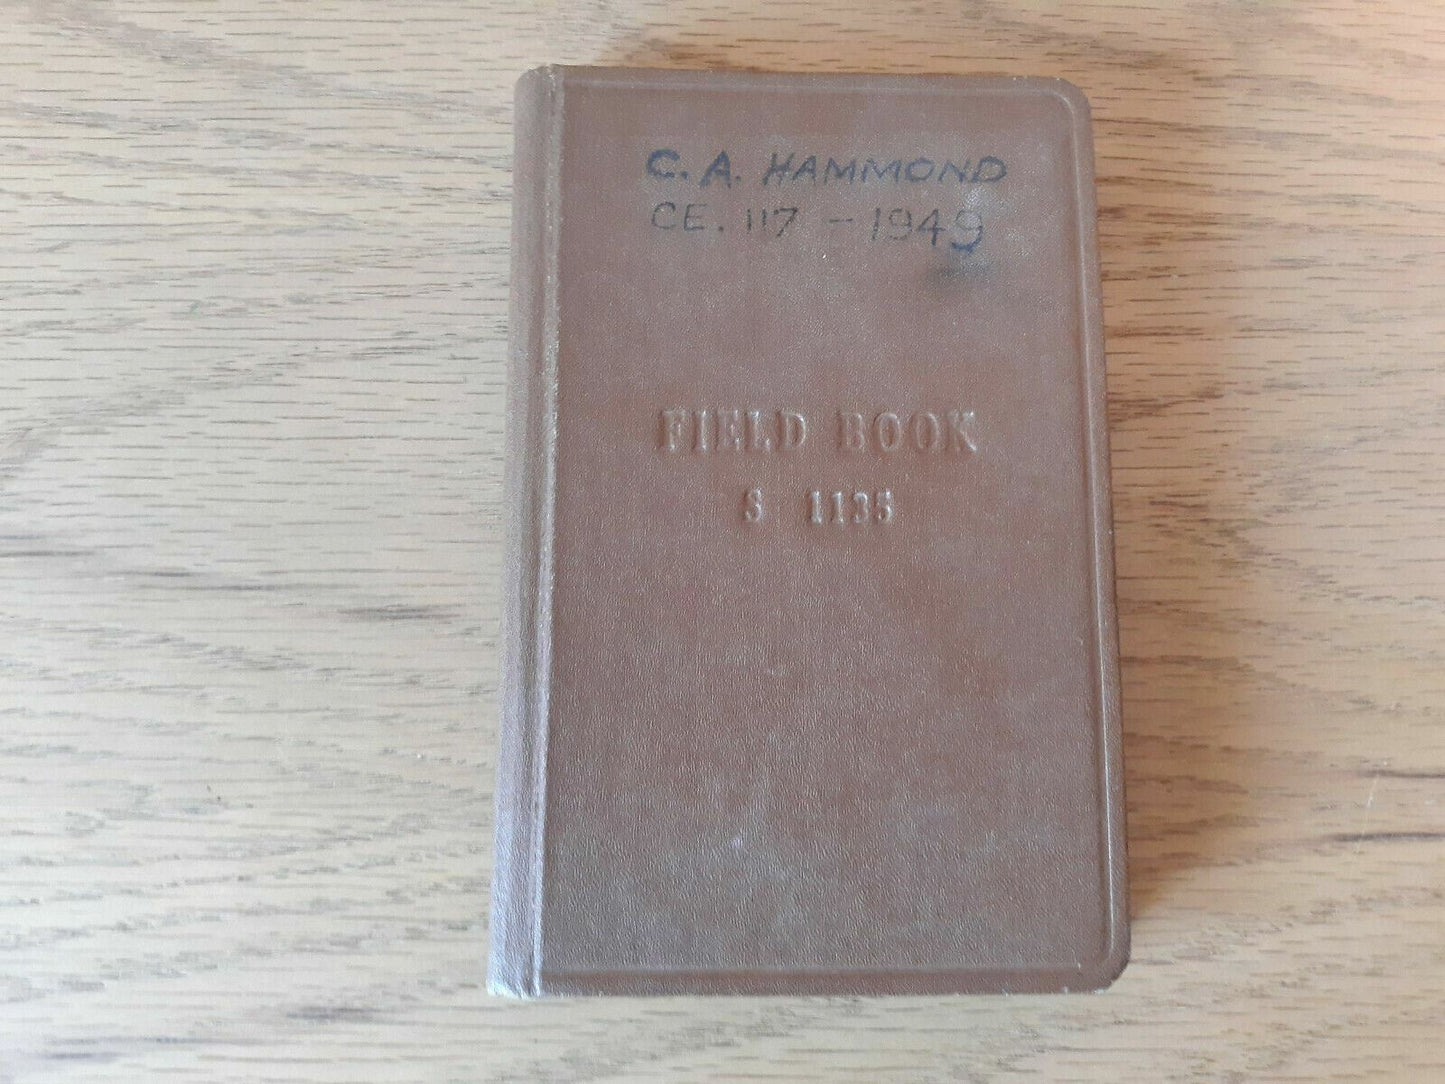 C. A. HAMMOND
CE. 117 - 1949
FIELD BOOK
S 1135